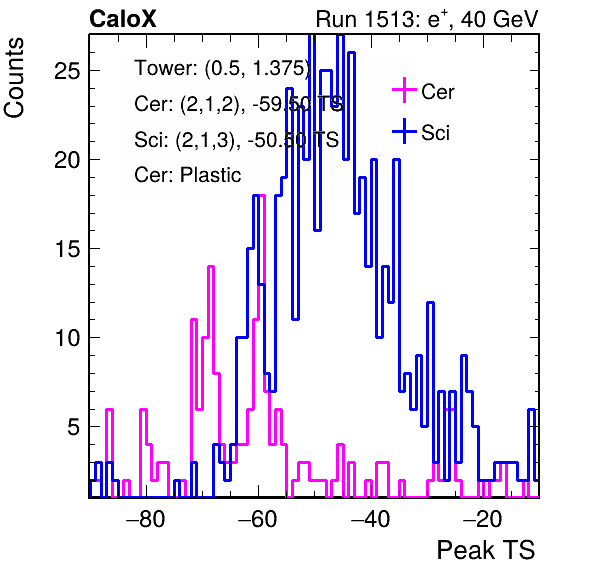 CaloX Run 1513: e⁺, 40 GeV
Counts
Tower: (0.5, 1.375)
Cer: (2,1,2), -59.50 TS
Sci: (2,1,3), -50.50 TS
Cer: Plastic
Cer
Sci
25
20
15
10
5
−80 −60 −40 −20
Peak TS